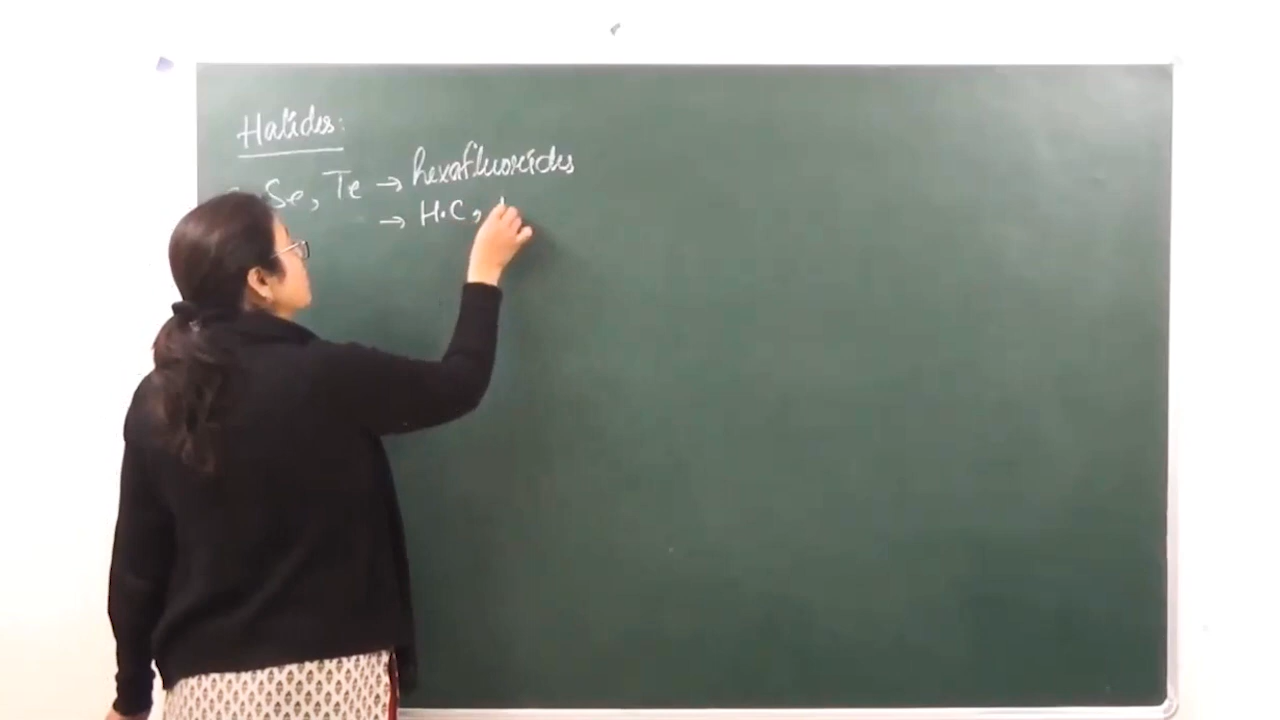 Halides:
Se, Te → hexafluorides
→ H.C,